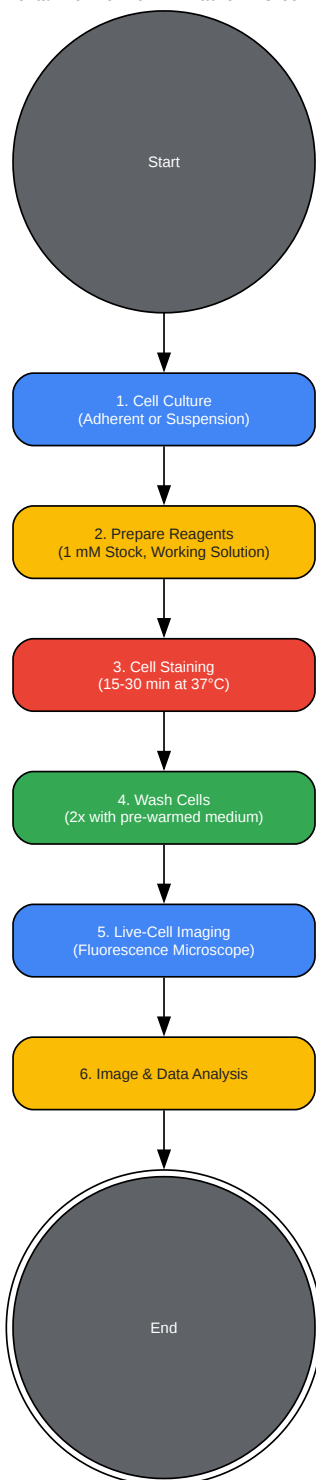 Start
1. Cell Culture
(Adherent or Suspension)
2. Prepare Reagents
(1 mM Stock, Working Solution)
3. Cell Staining
(15-30 min at 37°C)
4. Wash Cells
(2x with pre-warmed medium)
5. Live-Cell Imaging
(Fluorescence Microscope)
6. Image & Data Analysis
End